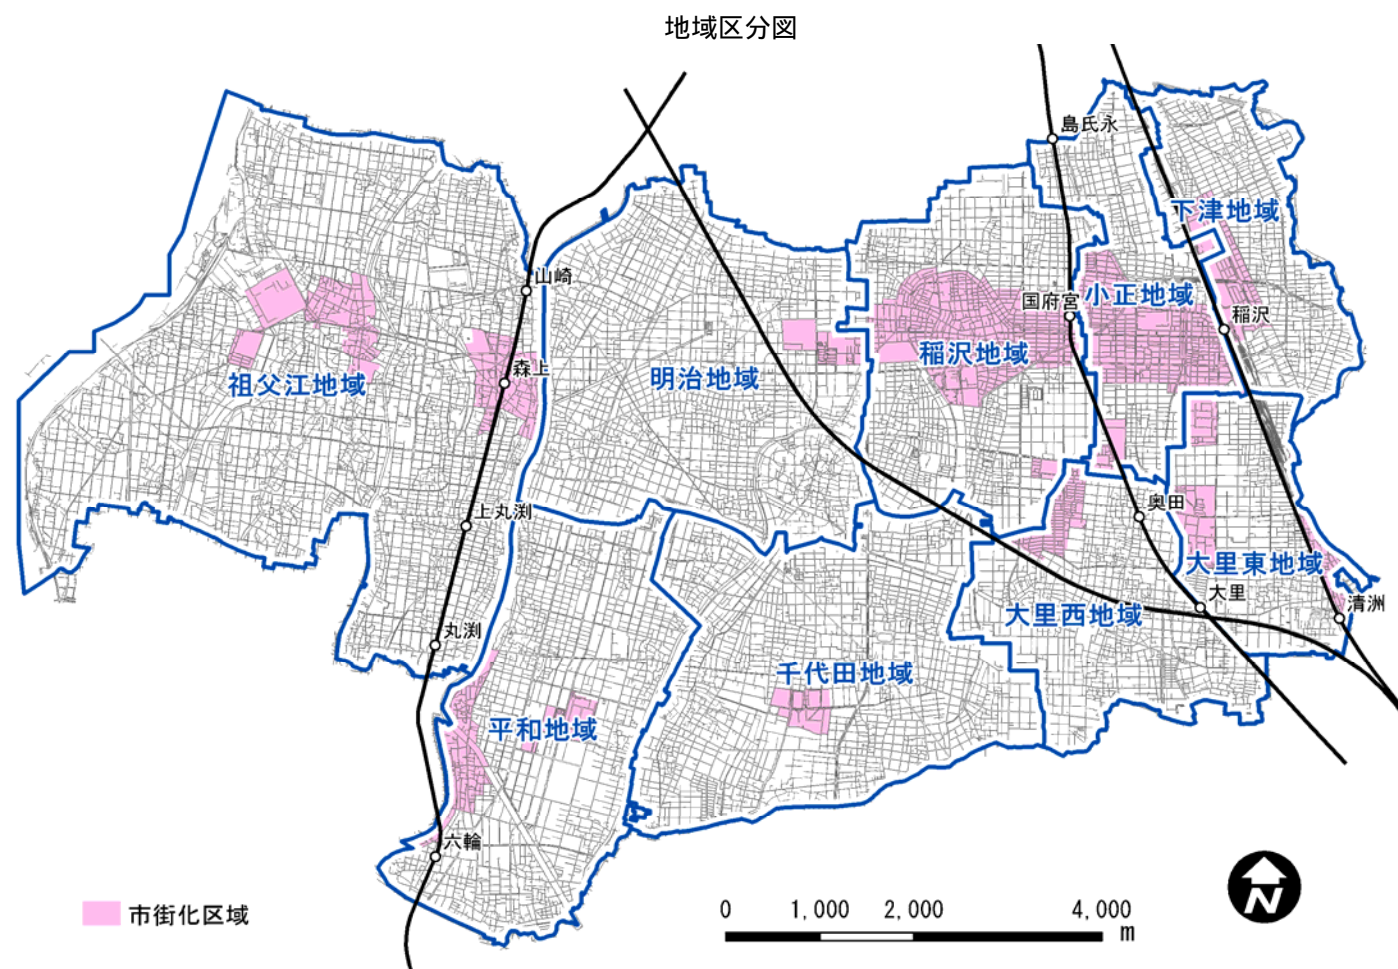 地域区分図
島氏永
下津地域
山崎
国府宮
小正地域
稲沢
稲沢地域
森上
明治地域
祖父江地域
上丸渕
奥田
大里東地域
大里
清洲
大里西地域
丸渕
千代田地域
平和地域
六輪
市街化区域
0 1,000 2,000 4,000
m
N